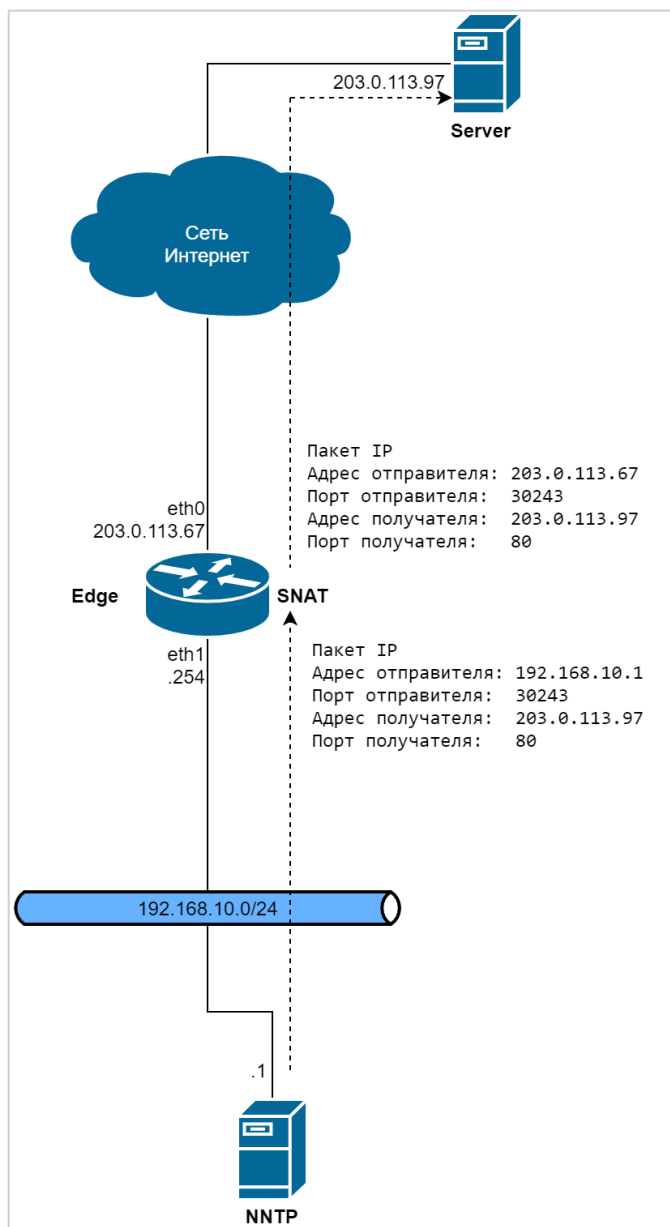 203.0.113.97
Server
Сеть
Интернет
Пакет IP
Адрес отправителя: 203.0.113.67
Порт отправителя: 30243
Адрес получателя: 203.0.113.97
Порт получателя: 80
eth0
203.0.113.67
Edge
SNAT
eth1
.254
Пакет IP
Адрес отправителя: 192.168.10.1
Порт отправителя: 30243
Адрес получателя: 203.0.113.97
Порт получателя: 80
192.168.10.0/24
.1
NNTP